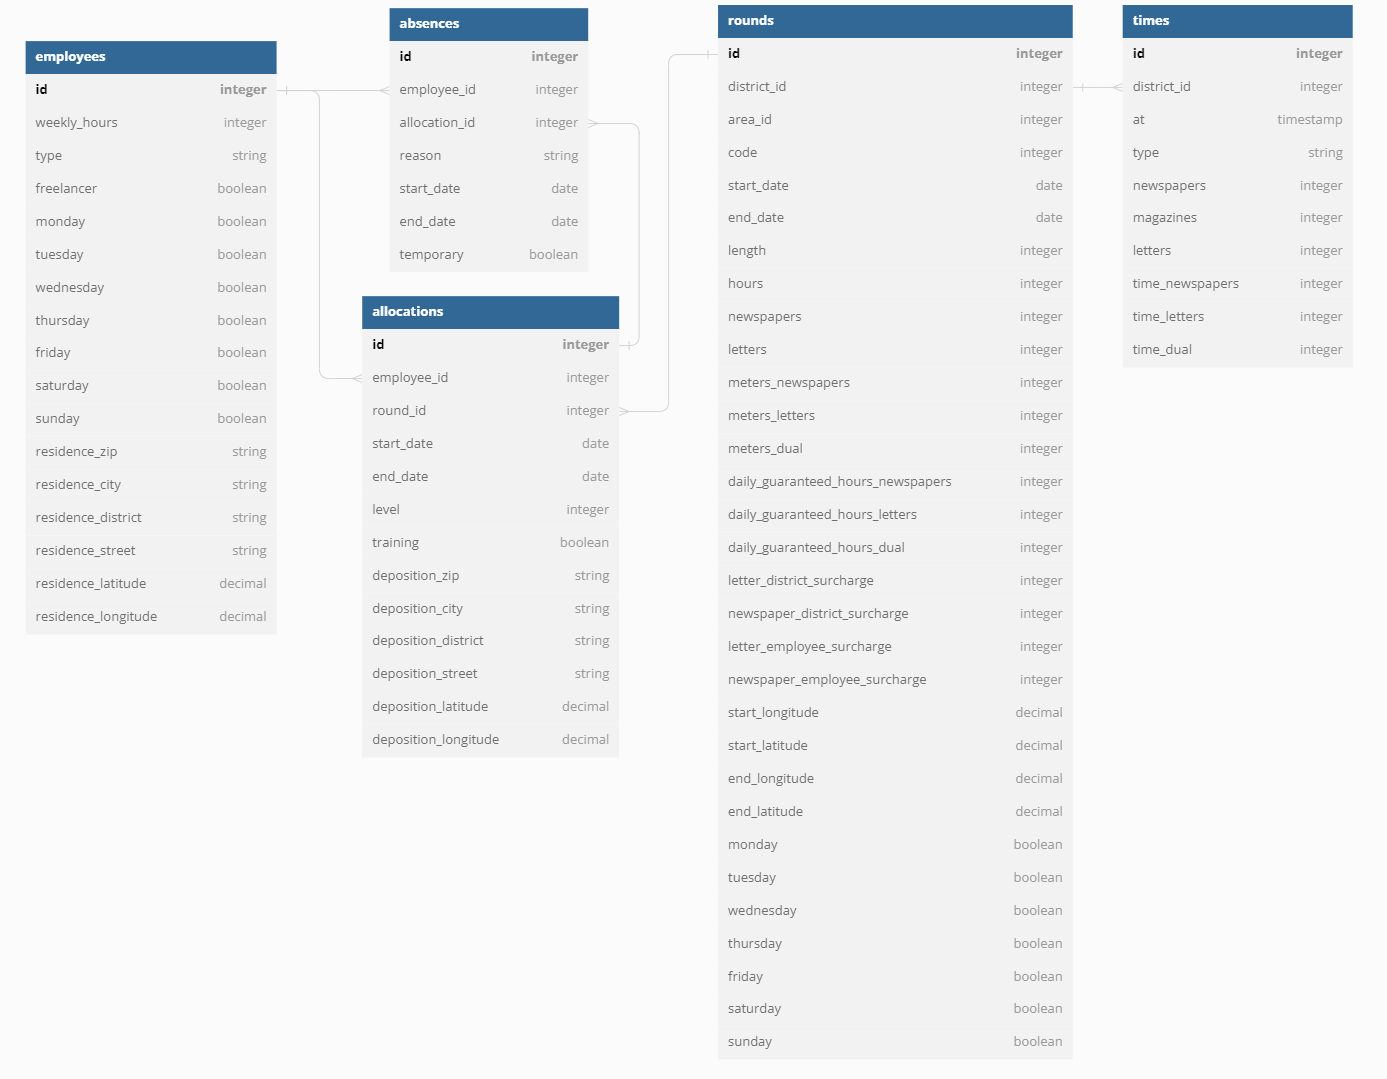 employees
id integer
weekly_hours integer
type string
freelancer boolean
monday boolean
tuesday boolean
wednesday boolean
thursday boolean
friday boolean
saturday boolean
sunday boolean
residence_zip string
residence_city string
residence_district string
residence_street string
residence_latitude decimal
residence_longitude decimal
absences
id integer
employee_id integer
allocation_id integer
reason string
start_date date
end_date date
temporary boolean
allocations
id integer
employee_id integer
round_id integer
start_date date
end_date date
level integer
training boolean
deposition_zip string
deposition_city string
deposition_district string
deposition_street string
deposition_latitude decimal
deposition_longitude decimal
rounds
id integer
district_id integer
area_id integer
code integer
start_date date
end_date date
length integer
hours integer
newspapers integer
letters integer
meters_newspapers integer
meters_letters integer
meters_dual integer
daily_guaranteed_hours_newspapers integer
daily_guaranteed_hours_letters integer
daily_guaranteed_hours_dual integer
letter_district_surcharge integer
newspaper_district_surcharge integer
letter_employee_surcharge integer
newspaper_employee_surcharge integer
start_longitude decimal
start_latitude decimal
end_longitude decimal
end_latitude decimal
monday boolean
tuesday boolean
wednesday boolean
thursday boolean
friday boolean
saturday boolean
sunday boolean
times
id integer
district_id integer
at timestamp
type string
newspapers integer
magazines integer
letters integer
time_newspapers integer
time_letters integer
time_dual integer